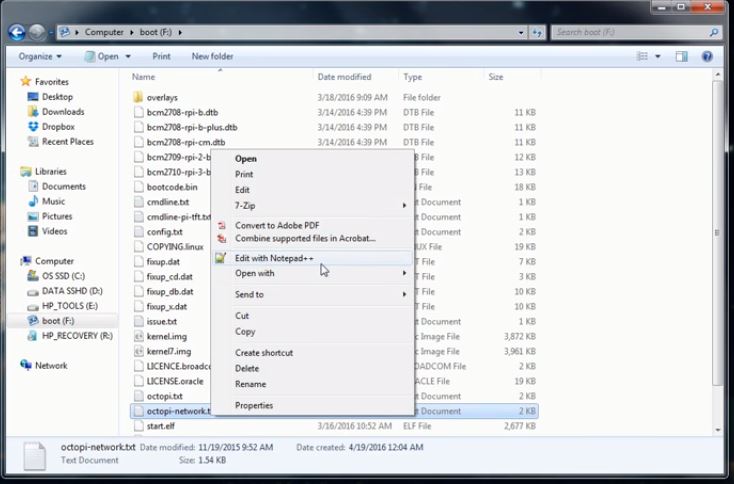 Computer boot (F:) Search boot (F:)
Organize Open Print New folder
Name Date modified Type Size
Favorites
Desktop
Downloads
Dropbox
Recent Places
Libraries
Documents
Music
Pictures
Videos
Computer
OS SSD (C:)
DATA SSHD (D:)
HP_TOOLS (E:)
boot (F:)
HP_RECOVERY (R:)
Network
overlays 3/18/2016 9:09 AM File folder
bcm2708-rpi-b.dtb 3/14/2016 4:39 PM DTB File 11 KB
bcm2708-rpi-b-plus.dtb 3/14/2016 4:39 PM DTB File 11 KB
bcm2708-rpi-cm.dtb 3/14/2016 4:39 PM DTB File 11 KB
bcm2709-rpi-2-b TB File 12 KB
bcm2710-rpi-3-b TB File 13 KB
bootcode.bin N File 18 KB
cmdline.txt t Document 1 KB
cmdline-pi-tft.txt t Document 1 KB
config.txt t Document 2 KB
COPYING.linux UX File 19 KB
fixup.dat T File 7 KB
fixup_cd.dat T File 3 KB
fixup_db.dat T File 10 KB
fixup_x.dat T File 10 KB
issue.txt t Document 1 KB
kernel.img c Image File 3,872 KB
kernel7.img c Image File 3,961 KB
LICENCE.broadco OADCOM File 2 KB
LICENSE.oracle ACLE File 19 KB
octopi.txt t Document 2 KB
octopi-network.t t Document 2 KB
start.elf 3/16/2016 10:52 AM ELF File 2,677 KB
Open
Print
Edit
7-Zip
Convert to Adobe PDF
Combine supported files in Acrobat...
Edit with Notepad++
Open with
Send to
Cut
Copy
Create shortcut
Delete
Rename
Properties
octopi-network.txt Date modified: 11/19/2015 9:52 AM Date created: 4/19/2016 12:04 AM
Text Document Size: 1.54 KB